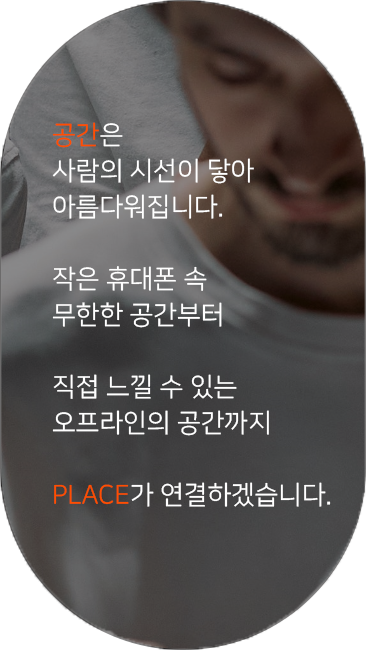 공간은
사람의 시선이 닿아
아름다워집니다.
작은 휴대폰 속
무한한 공간부터
직접 느낄 수 있는
오프라인의 공간까지
PLACE가 연결하겠습니다.